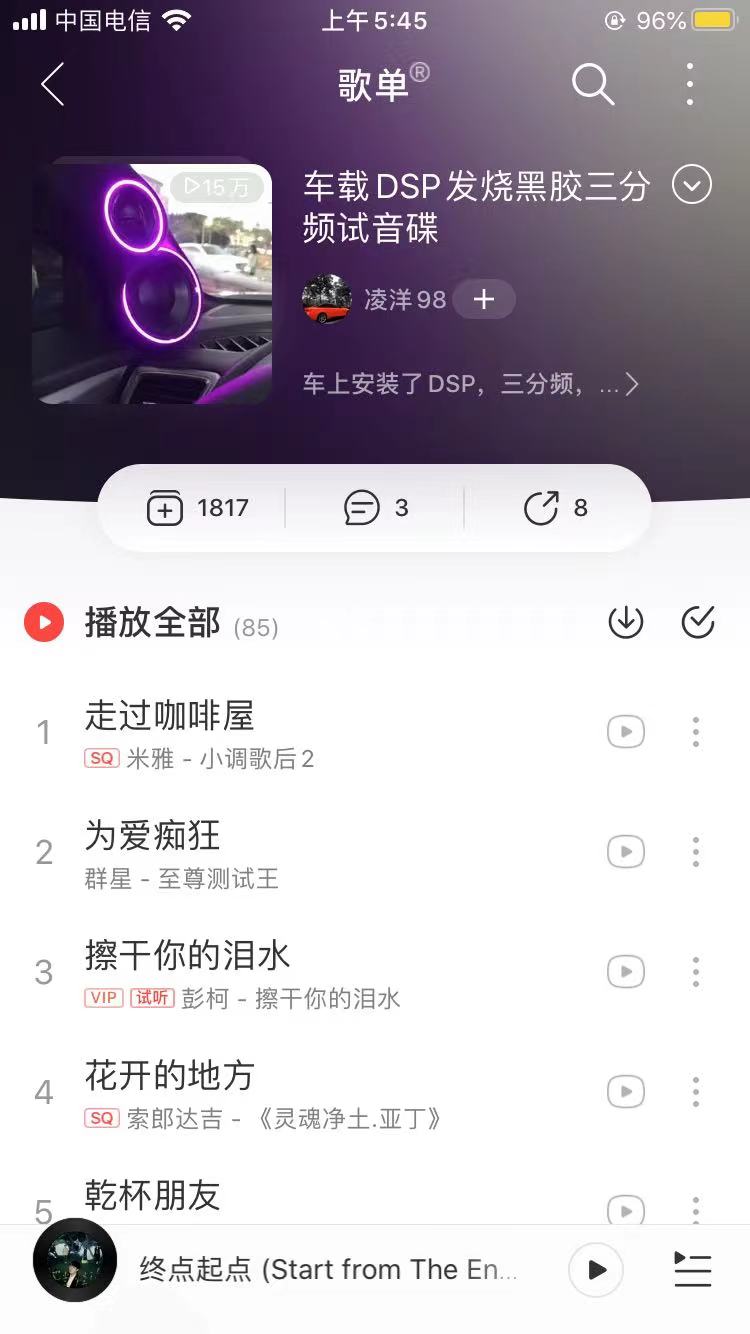 中国电信
上午5:45
96%
歌单®
15万
车载DSP发烧黑胶三分
频试音碟
凌洋98
车上安装了DSP，三分频，...
1817
3
8
播放全部 (85)
1
走过咖啡屋
SQ 米雅 - 小调歌后2
2
为爱痴狂
群星 - 至尊测试王
3
擦干你的泪水
VIP 试听 彭柯 - 擦干你的泪水
4
花开的地方
SQ 索郎达吉 - 《灵魂净土.亚丁》
5
乾杯朋友
终点起点 (Start from The En...